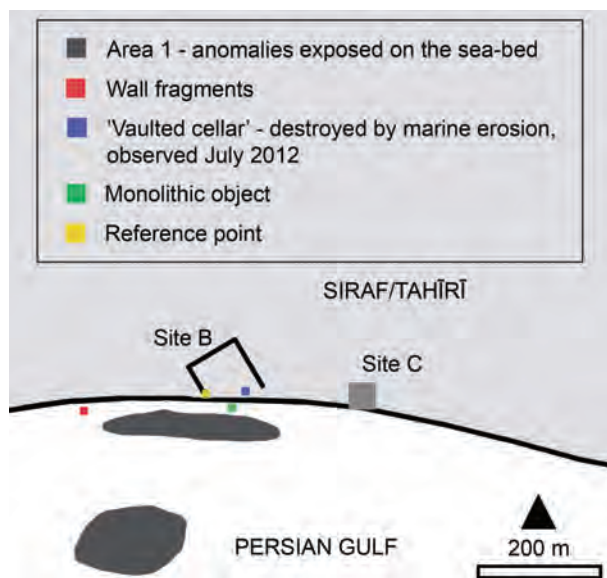 Area 1 - anomalies exposed on the sea-bed
Wall fragments
'Vaulted cellar' - destroyed by marine erosion,
observed July 2012
Monolithic object
Reference point
SIRAF/TAHĪRĪ
Site B
Site C
PERSIAN GULF
200 m